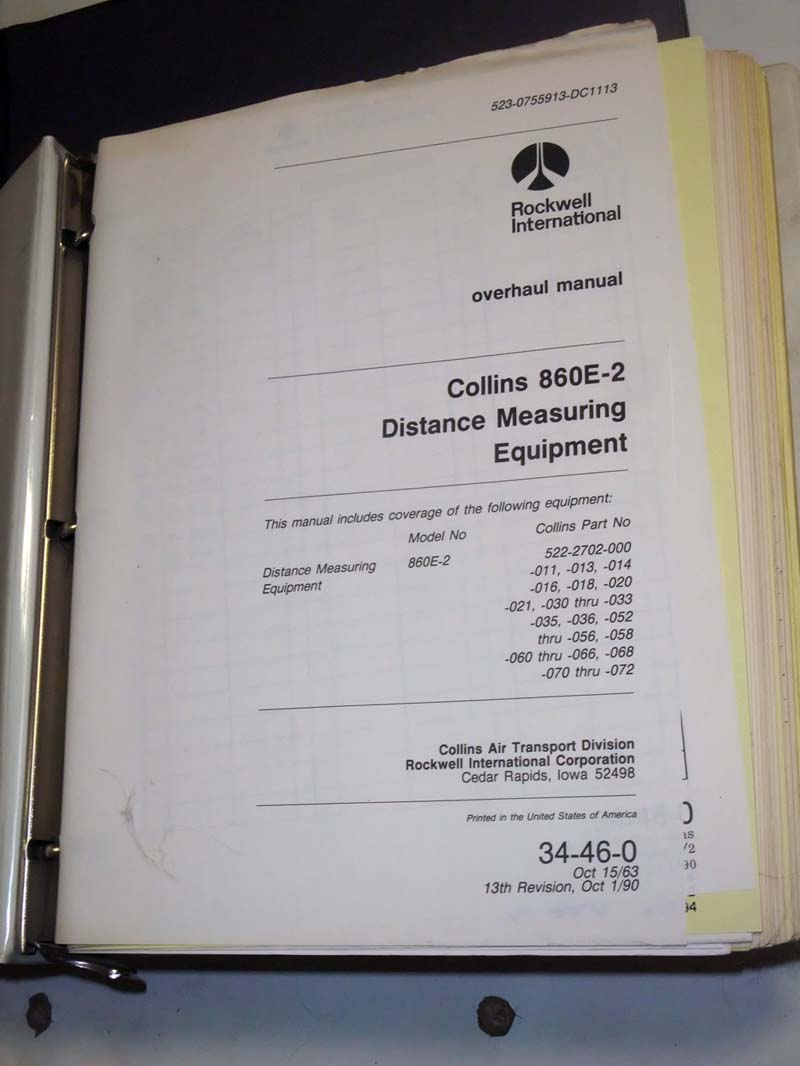 523-0755913-DC1113
Rockwell
International
overhaul manual
Collins 860E-2
Distance Measuring
Equipment
This manual includes coverage of the following equipment:
Model No Collins Part No
Distance Measuring 860E-2 522-2702-000
Equipment -011, -013, -014
-016, -018, -020
-021, -030 thru -033
-035, -036, -052
thru -056, -058
-060 thru -066, -068
-070 thru -072
Collins Air Transport Division
Rockwell International Corporation
Cedar Rapids, Iowa 52498
Printed in the United States of America
34-46-0
Oct 15/63
13th Revision, Oct 1/90